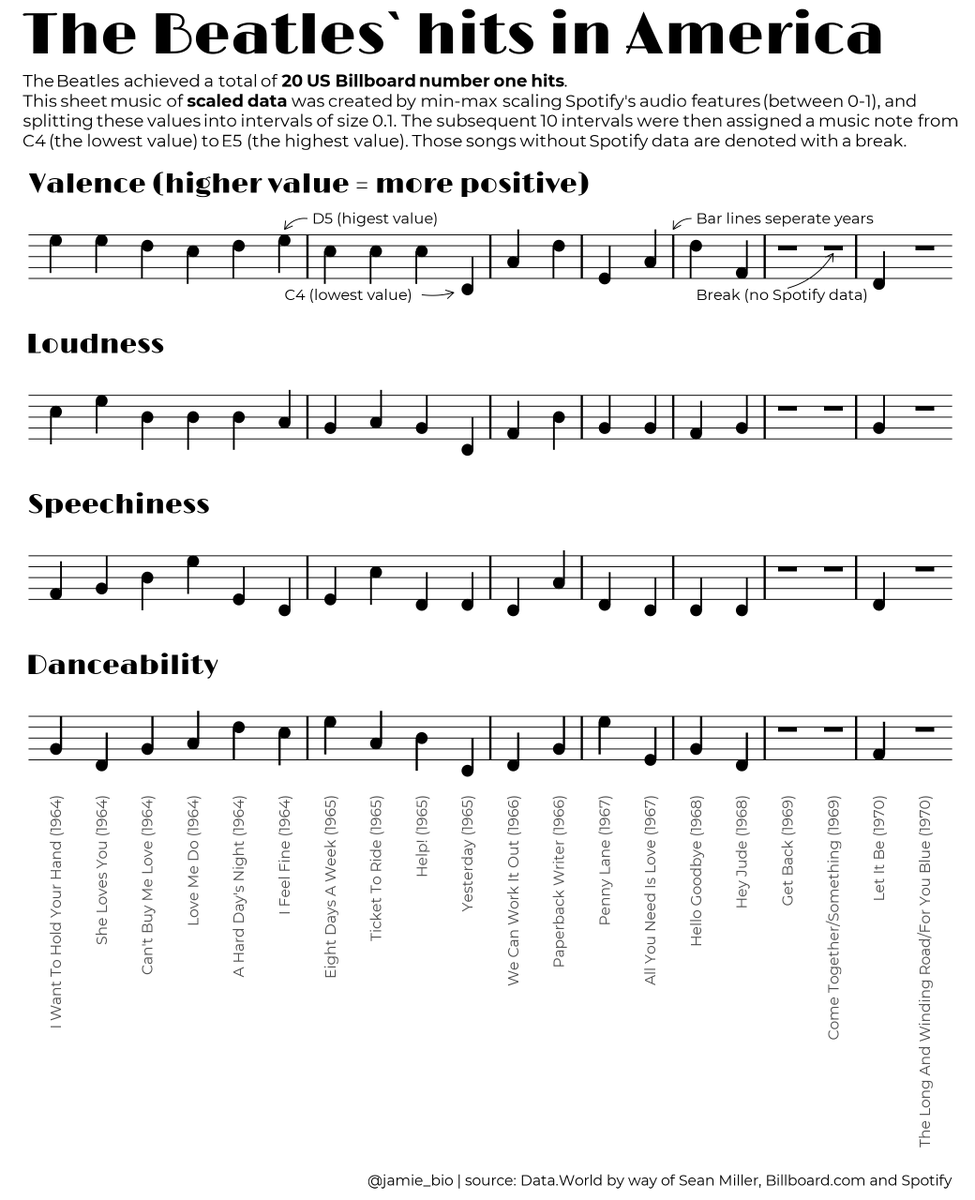 The Beatles` hits in America
The Beatles achieved a total of 20 US Billboard number one hits.
This sheet music of scaled data was created by min-max scaling Spotify's audio features (between 0-1), and
splitting these values into intervals of size 0.1. The subsequent 10 intervals were then assigned a music note from
C4 (the lowest value) to E5 (the highest value). Those songs without Spotify data are denoted with a break.
Valence (higher value = more positive)
D5 (higest value)
Bar lines seperate years
C4 (lowest value)
Break (no Spotify data)
Loudness
Speechiness
Danceability
I Want To Hold Your Hand (1964)
She Loves You (1964)
Can't Buy Me Love (1964)
Love Me Do (1964)
A Hard Day's Night (1964)
I Feel Fine (1964)
Eight Days A Week (1965)
Ticket To Ride (1965)
Help! (1965)
Yesterday (1965)
We Can Work It Out (1966)
Paperback Writer (1966)
Penny Lane (1967)
All You Need Is Love (1967)
Hello Goodbye (1968)
Hey Jude (1968)
Get Back (1969)
Come Together/Something (1969)
Let It Be (1970)
The Long And Winding Road/For You Blue (1970)
@jamie_bio | source: Data.World by way of Sean Miller, Billboard.com and Spotify